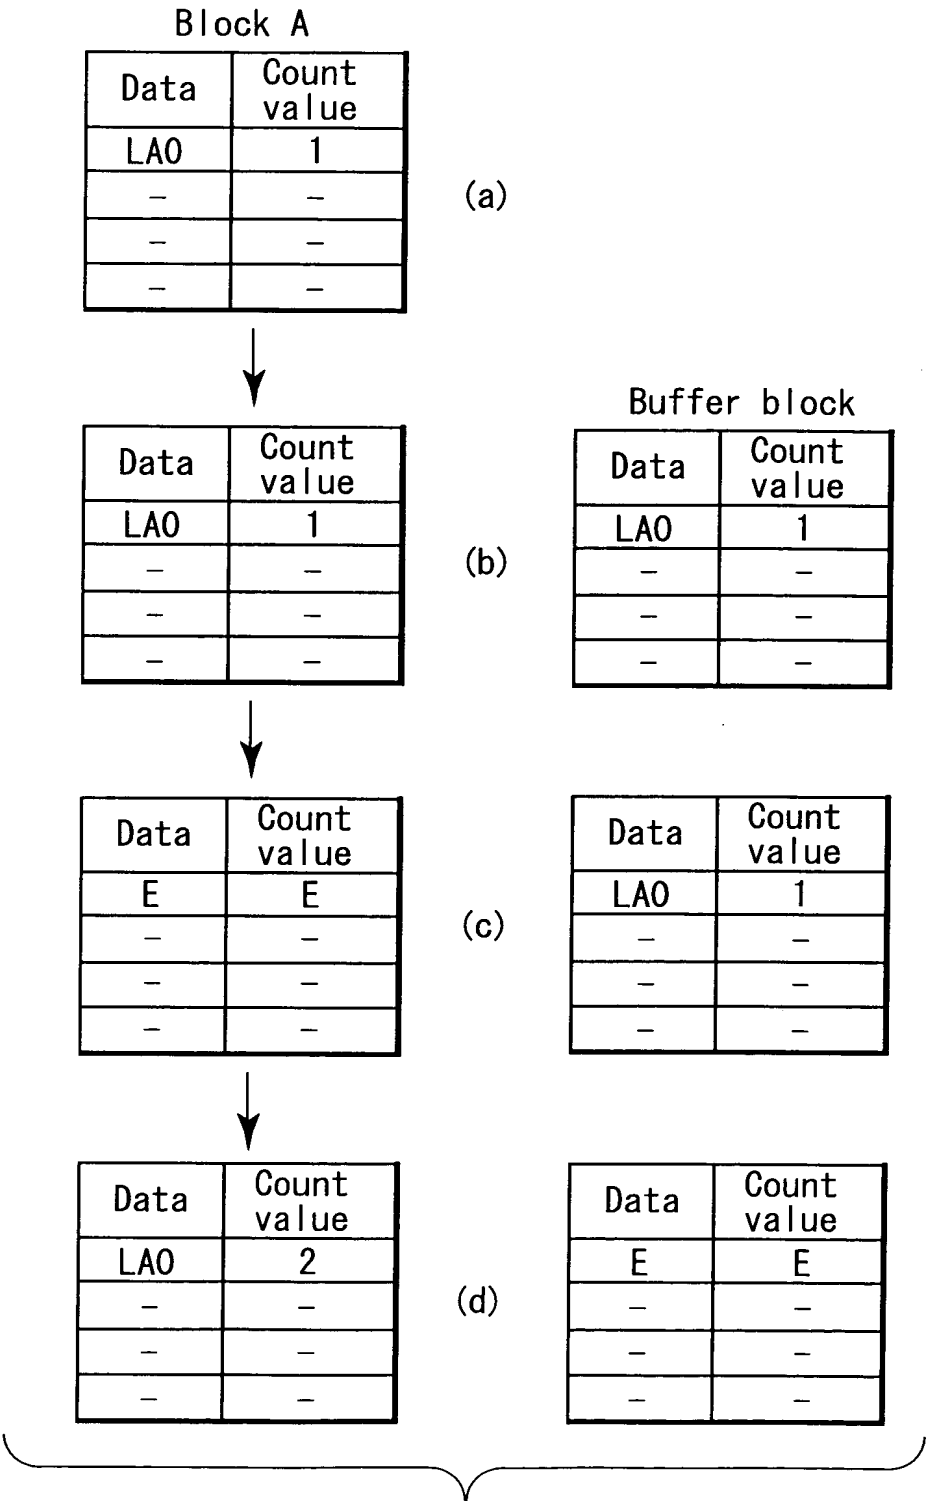 Block A
Data Count value
LA0 1
– –
– –
– –
(a)
Buffer block
Data Count value
LA0 1
– –
– –
– –
(b)
Data Count value
LA0 1
– –
– –
– –
Data Count value
E E
– –
– –
– –
(c)
Data Count value
LA0 1
– –
– –
– –
Data Count value
LA0 2
– –
– –
– –
(d)
Data Count value
E E
– –
– –
– –